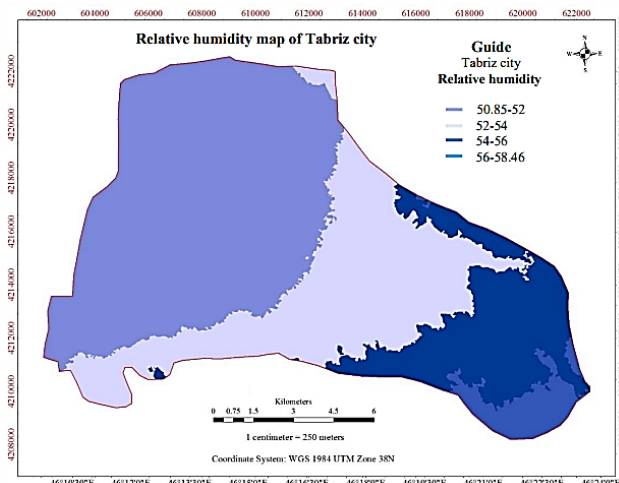 602000 604000 606000 608000 610000 612000 614000 616000 618000 620000 622000
Relative humidity map of Tabriz city
N
W E
S
Guide
Tabriz city
Relative humidity
50.85-52
52-54
54-56
56-58.46
4222000
4220000
4218000
4216000
4214000
4212000
4210000
4208000
Kilometers
0 0.75 1.5 3 4.5 6
1 centimeter = 250 meters
Coordinate System: WGS 1984 UTM Zone 38N